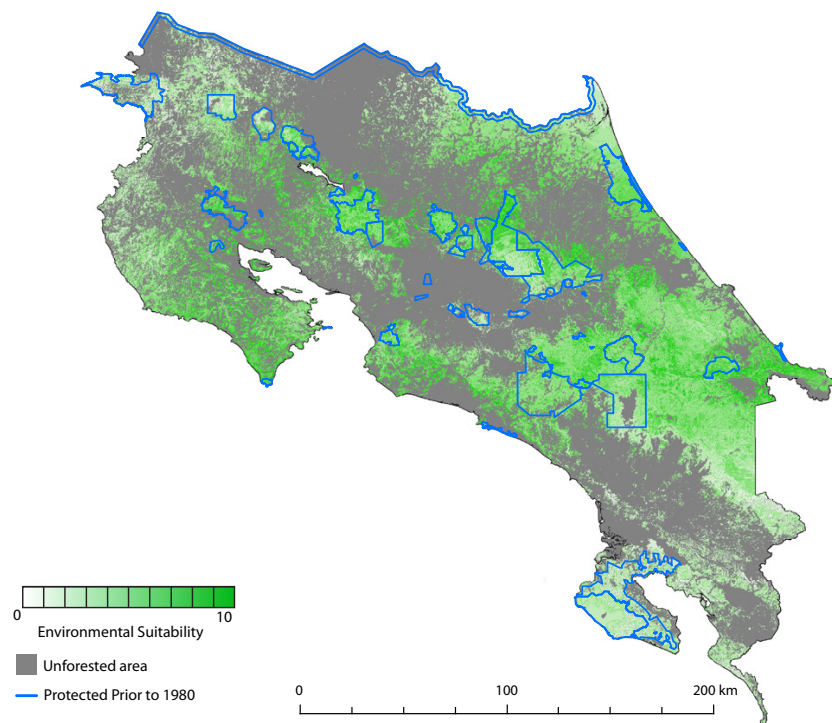 0 10
Environmental Suitability
Unforested area
Protected Prior to 1980
0 100 200 km